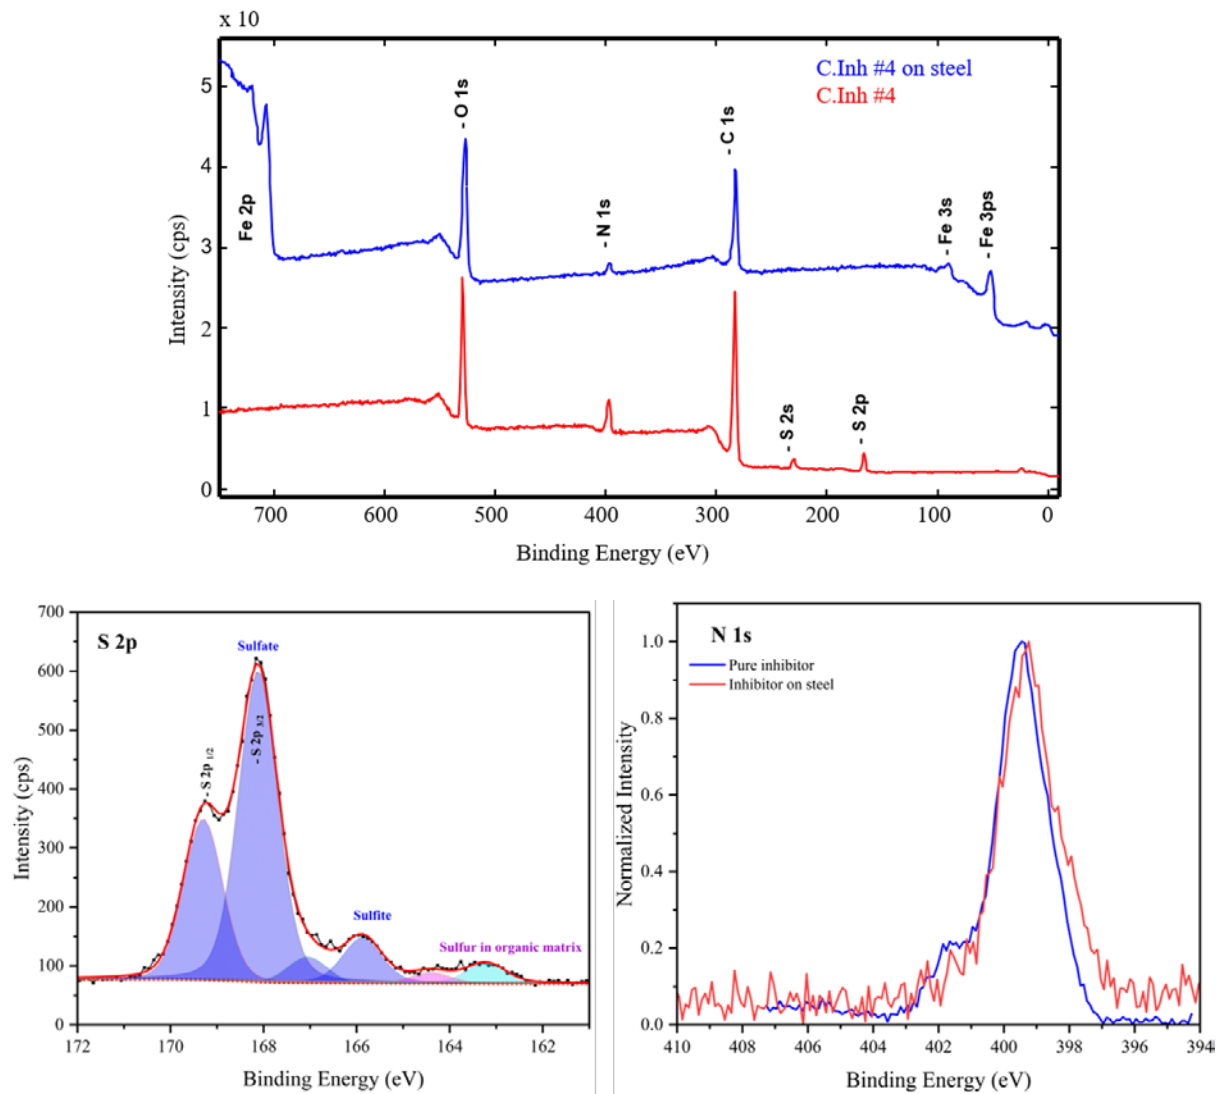 x 10
C.Inh #4 on steel
C.Inh #4
Intensity (cps)
5
4
3
2
1
0
Fe 2p
- O 1s
- N 1s
- C 1s
- S 2s
- S 2p
- Fe 3s
- Fe 3ps
700 600 500 400 300 200 100 0
Binding Energy (eV)
S 2p
Intensity (cps)
700
600
500
400
300
200
100
0
Sulfate
- S 2p 1/2
- S 2p 3/2
Sulfite
Sulfur in organic matrix
172 170 168 166 164 162
Binding Energy (eV)
N 1s
Pure inhibitor
Inhibitor on steel
Normalized Intensity
1.0
0.8
0.6
0.4
0.2
0.0
410 408 406 404 402 400 398 396 394
Binding Energy (eV)